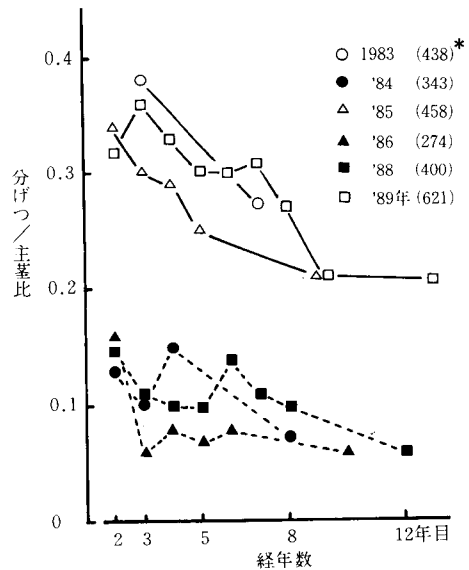 0.4
0.3
0.2
0.1
0
分げつ／主茎比
○ 1983 (438)*
● '84 (343)
△ '85 (458)
▲ '86 (274)
■ '88 (400)
□ '89年 (621)
2 3 5 8 12年目
経年数